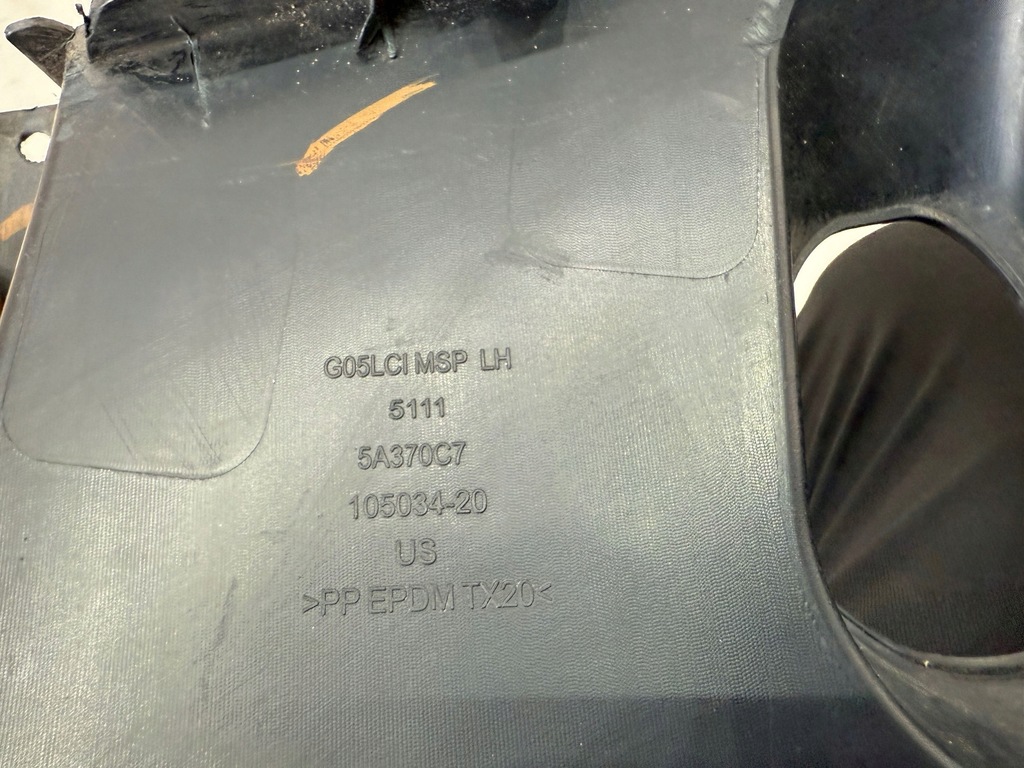 G05LCI MSP LH
5111
5A370C7
105034-20
US
>PP EPDM TX20<